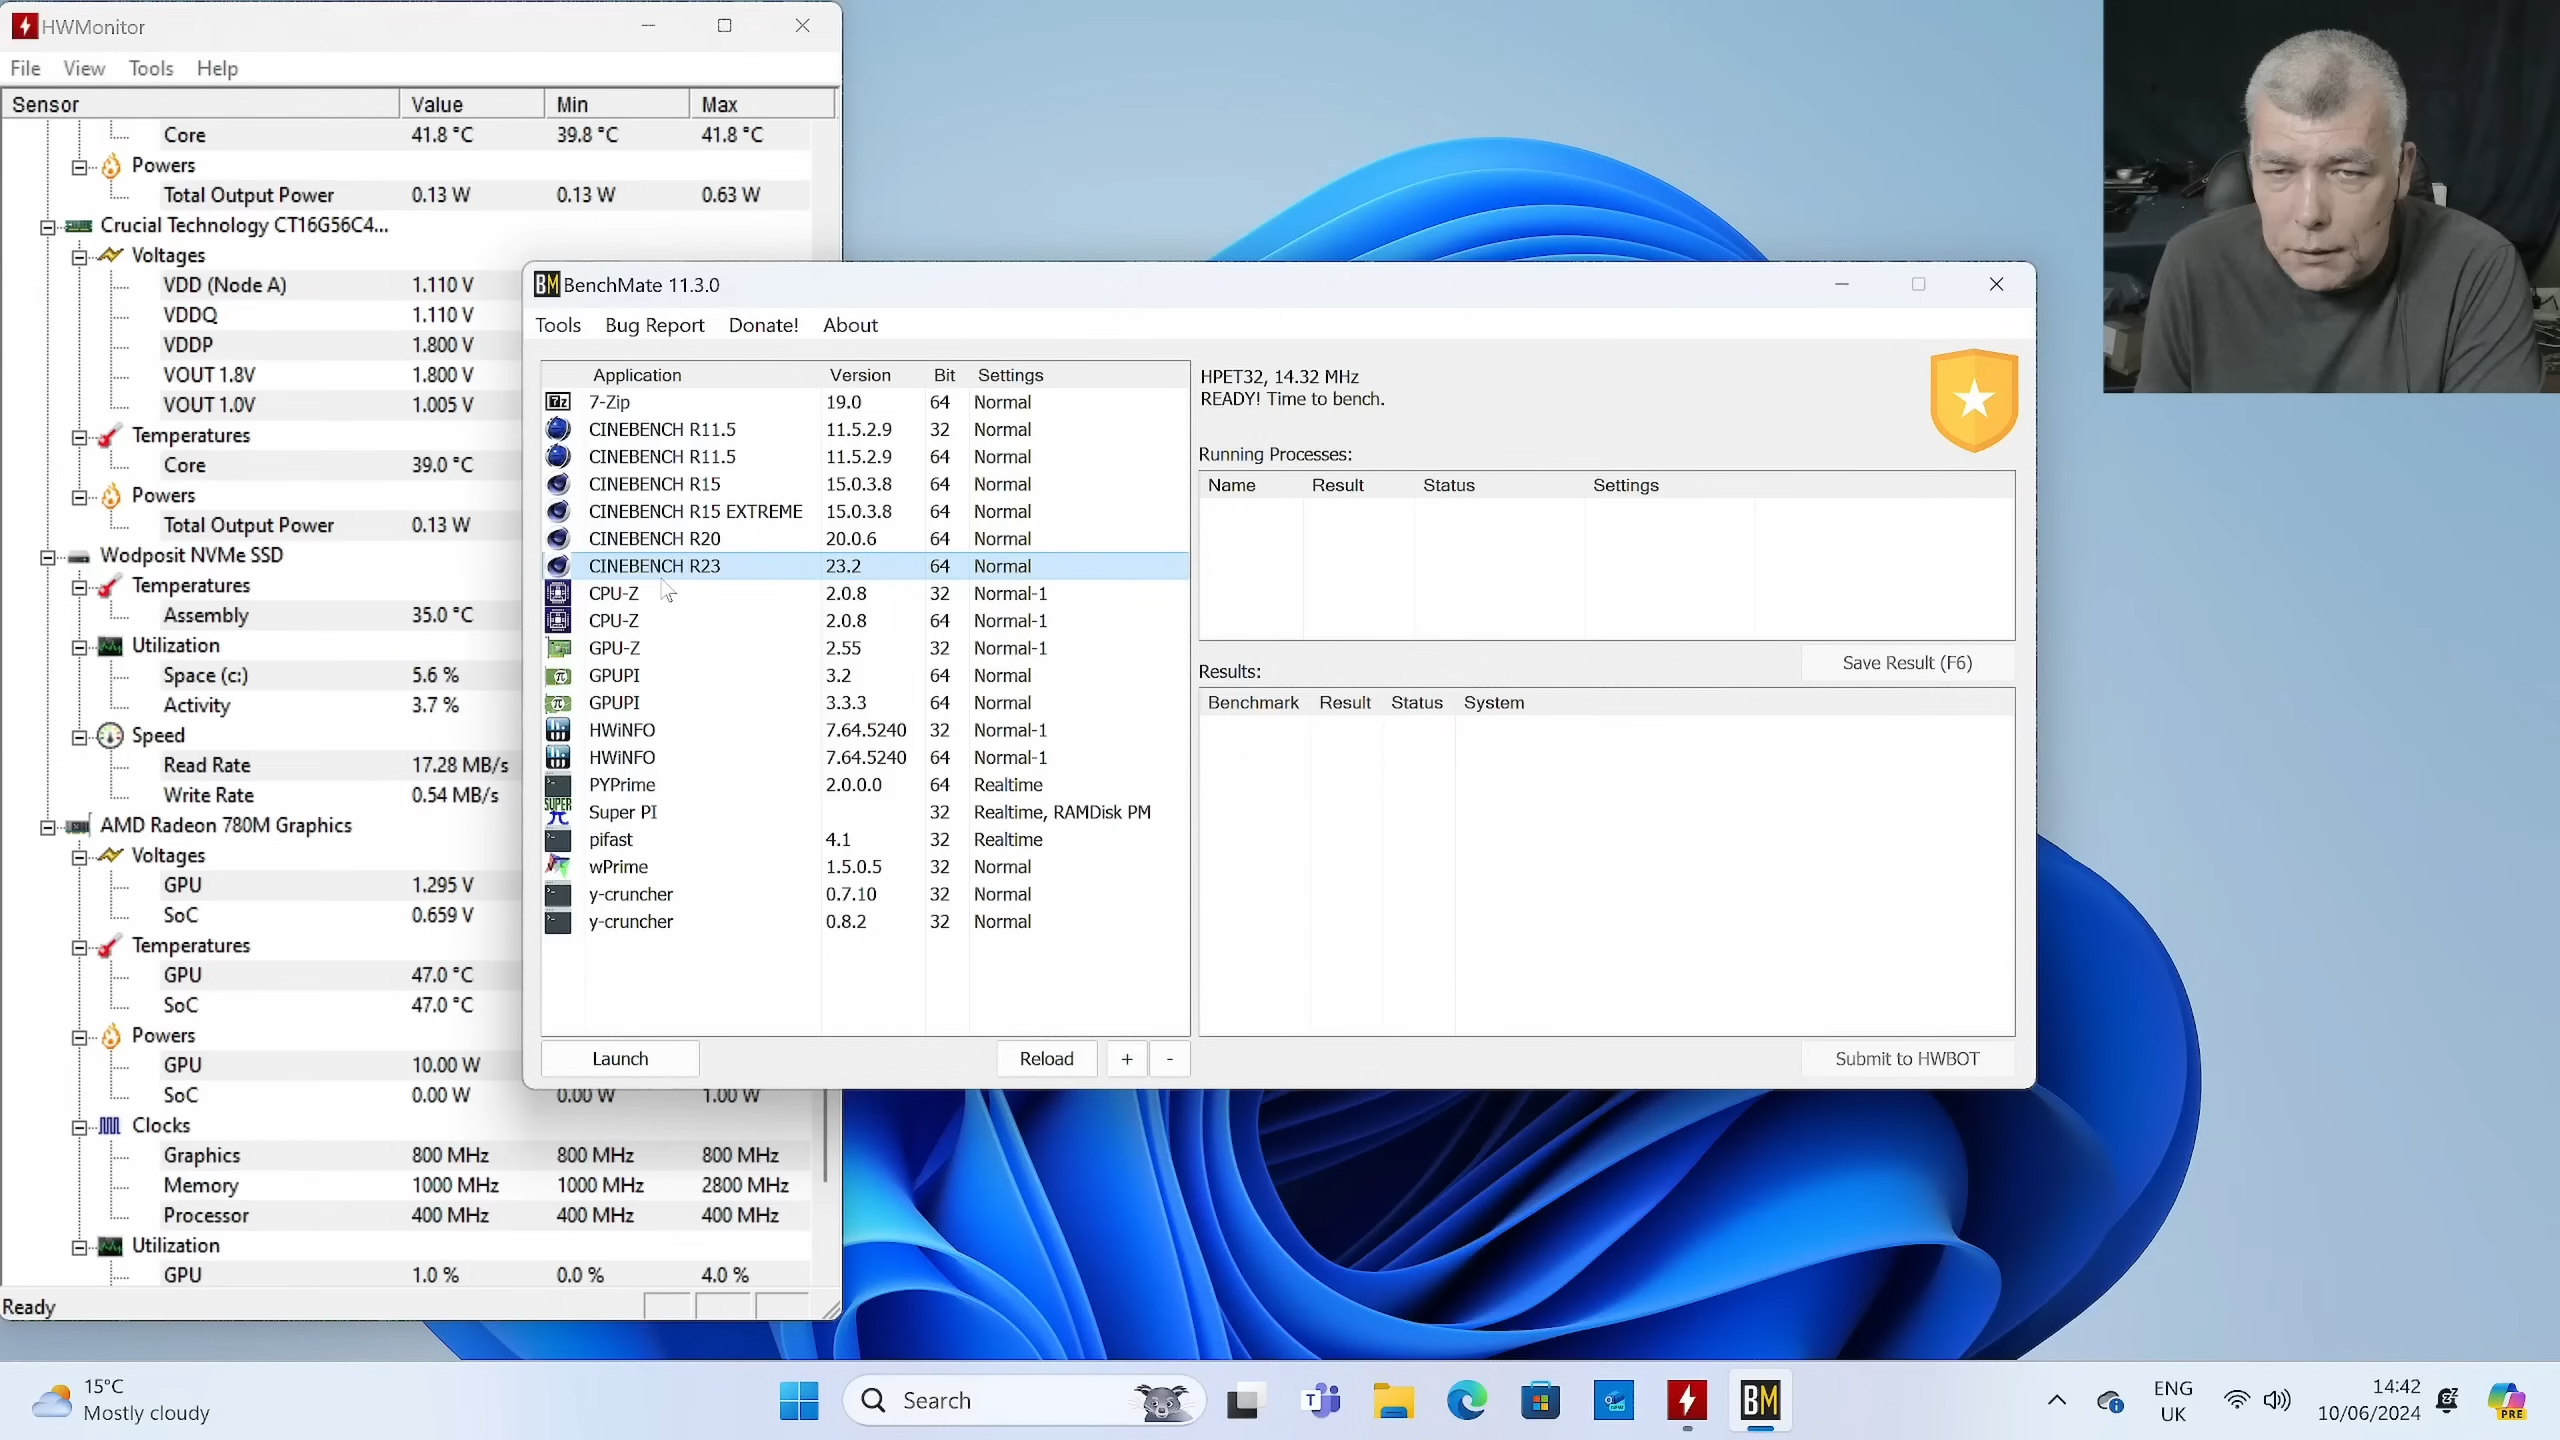 HWMonitor
File View Tools Help
Sensor Value Min Max
Core 41.8 °C 39.8 °C 41.8 °C
Powers
Total Output Power 0.13 W 0.13 W 0.63 W
Crucial Technology CT16G56C4...
Voltages
VDD (Node A) 1.110 V
VDDQ 1.110 V
VDDP 1.800 V
VOUT 1.8V 1.800 V
VOUT 1.0V 1.005 V
Temperatures
Core 39.0 °C
Powers
Total Output Power 0.13 W
Wodposit NVMe SSD
Temperatures
Assembly 35.0 °C
Utilization
Space (c:) 5.6 %
Activity 3.7 %
Speed
Read Rate 17.28 MB/s
Write Rate 0.54 MB/s
AMD Radeon 780M Graphics
Voltages
GPU 1.295 V
SoC 0.659 V
Temperatures
GPU 47.0 °C
SoC 47.0 °C
Powers
GPU 10.00 W
SoC 0.00 W 0.00 W 1.00 W
Clocks
Graphics 800 MHz 800 MHz 800 MHz
Memory 1000 MHz 1000 MHz 2800 MHz
Processor 400 MHz 400 MHz 400 MHz
Utilization
GPU 1.0 % 0.0 % 4.0 %
Ready
BM BenchMate 11.3.0
Tools Bug Report Donate! About
Application Version Bit Settings
7z 7-Zip 19.0 64 Normal
CINEBENCH R11.5 11.5.2.9 32 Normal
CINEBENCH R11.5 11.5.2.9 64 Normal
CINEBENCH R15 15.0.3.8 64 Normal
CINEBENCH R15 EXTREME 15.0.3.8 64 Normal
CINEBENCH R20 20.0.6 64 Normal
CINEBENCH R23 23.2 64 Normal
CPU-Z 2.0.8 32 Normal-1
CPU-Z 2.0.8 64 Normal-1
GPU-Z 2.55 32 Normal-1
π GPUPI 3.2 64 Normal
π GPUPI 3.3.3 64 Normal
HWiNFO 7.64.5240 32 Normal-1
HWiNFO 7.64.5240 64 Normal-1
PYPrime 2.0.0.0 64 Realtime
SUPER π Super PI 32 Realtime, RAMDisk PM
pifast 4.1 32 Realtime
wPrime 1.5.0.5 32 Normal
y-cruncher 0.7.10 32 Normal
y-cruncher 0.8.2 32 Normal
Launch Reload + -
HPET32, 14.32 MHz
READY! Time to bench.
Running Processes:
Name Result Status Settings
Save Result (F6)
Results:
Benchmark Result Status System
Submit to HWBOT
15°C
Mostly cloudy
Search
T
NEW
BM
ENG
UK
14:42
10/06/2024
PRE